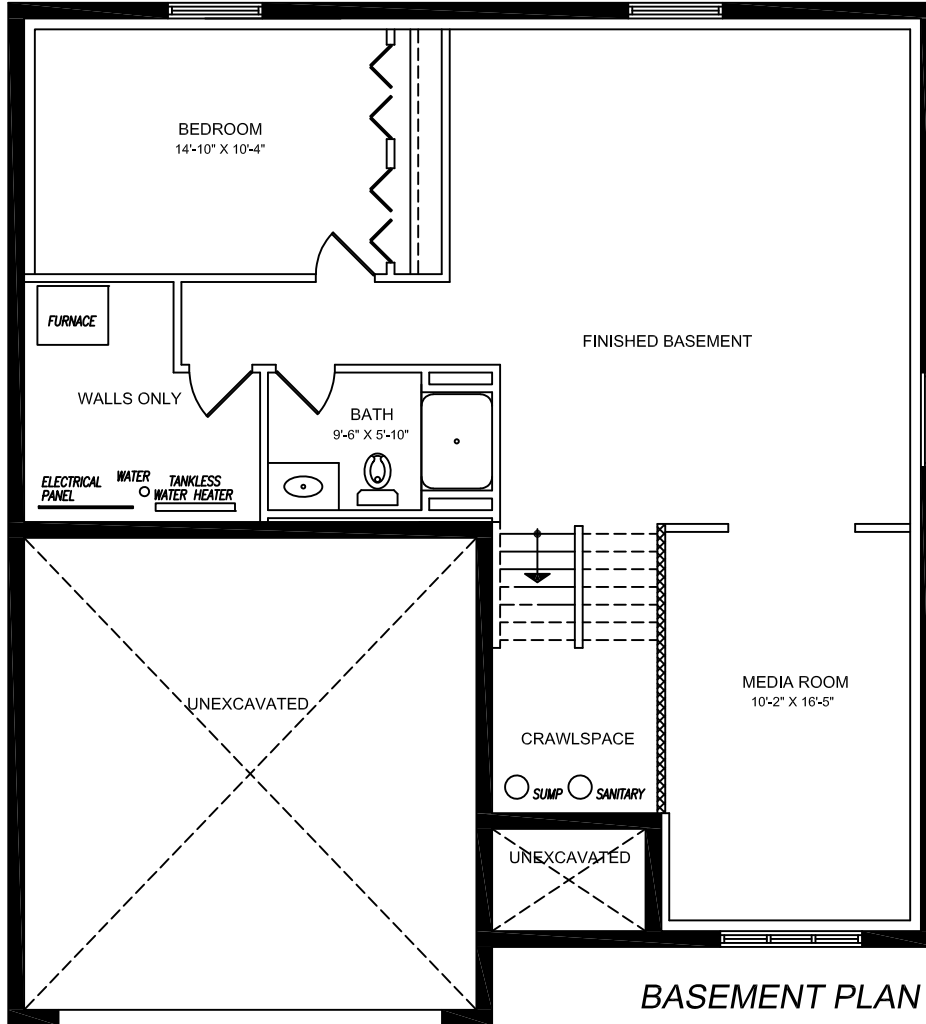 BEDROOM
14'-10" X 10'-4"
FURNACE
FINISHED BASEMENT
WALLS ONLY
BATH
9'-6" X 5'-10"
ELECTRICAL
PANEL
WATER
TANKLESS
WATER HEATER
MEDIA ROOM
10'-2" X 16'-5"
UNEXCAVATED
CRAWLSPACE
SUMP
SANITARY
UNEXCAVATED
BASEMENT PLAN